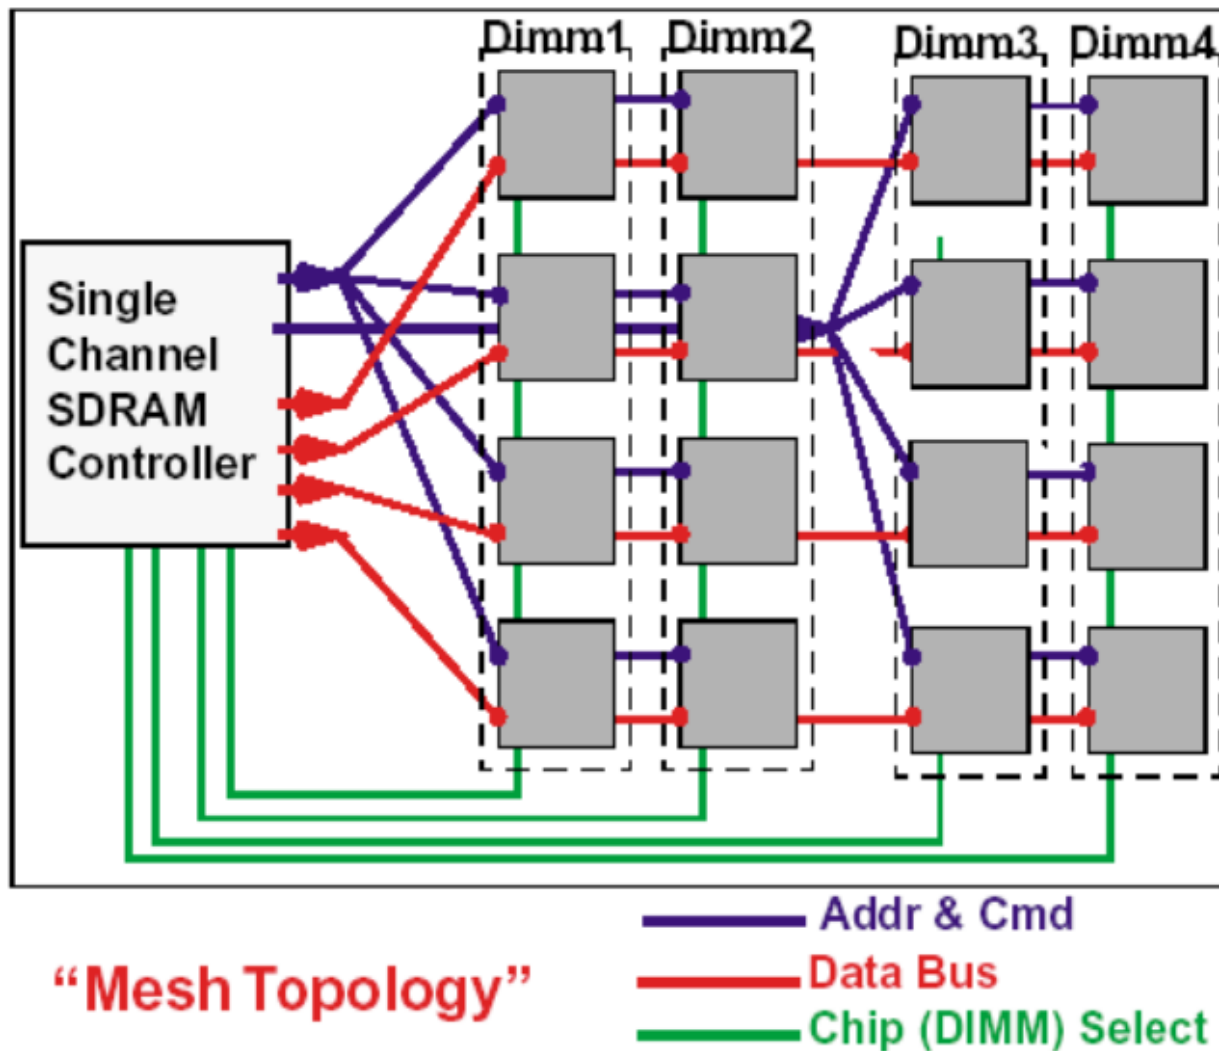 Dimm1 Dimm2 Dimm3 Dimm4
Single
Channel
SDRAM
Controller
Addr & Cmd
“Mesh Topology”
Data Bus
Chip (DIMM) Select